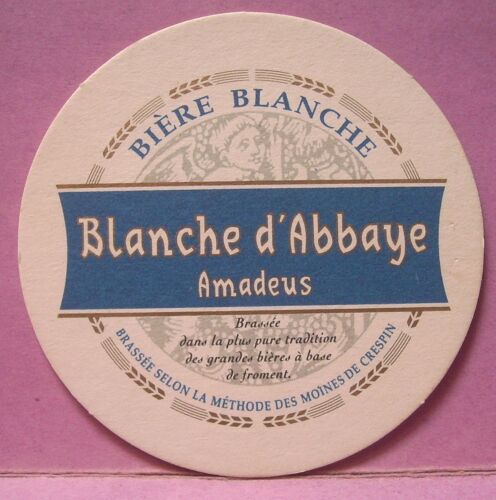 BIÈRE BLANCHE
Blanche d'Abbaye
Amadeus
Brassée
dans la plus pure tradition
des grandes bières à base
de froment.
BRASSÉE SELON LA MÉTHODE DES MOINES DE CRESPIN